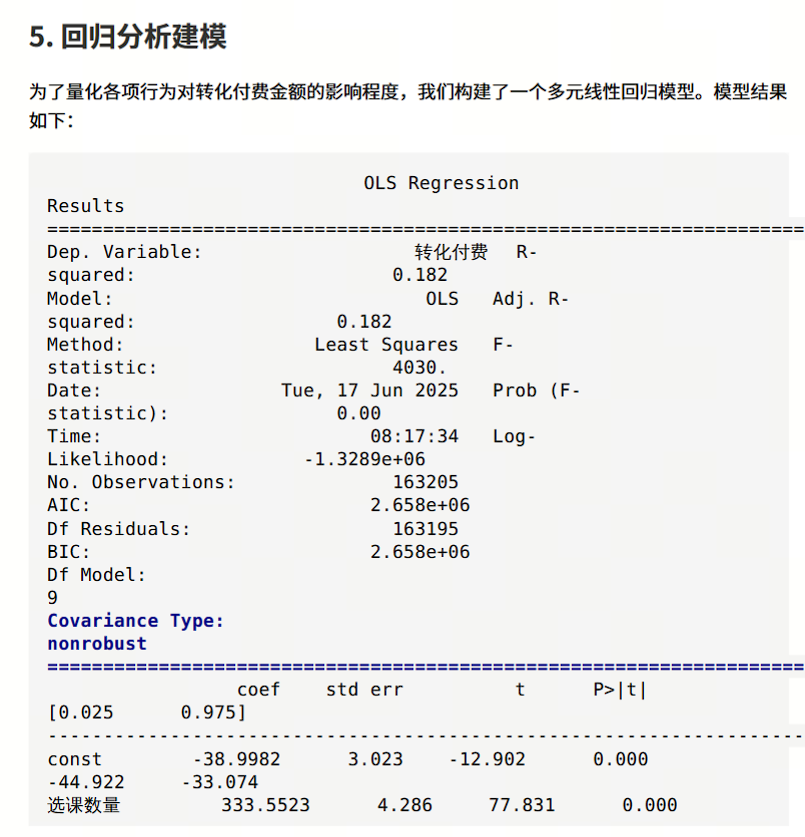 5. 回归分析建模
为了量化各项行为对转化付费金额的影响程度，我们构建了一个多元线性回归模型。模型结果
如下：
OLS Regression
Results
==============================================================================
Dep. Variable: 转化付费 R-
squared: 0.182
Model: OLS Adj. R-
squared: 0.182
Method: Least Squares F-
statistic: 4030.
Date: Tue, 17 Jun 2025 Prob (F-
statistic): 0.00
Time: 08:17:34 Log-
Likelihood: -1.3289e+06
No. Observations: 163205
AIC: 2.658e+06
Df Residuals: 163195
BIC: 2.658e+06
Df Model:
9
Covariance Type:
nonrobust
==============================================================================
coef std err t P>|t|
[0.025 0.975]
------------------------------------------------------------------------------
const -38.9982 3.023 -12.902 0.000
-44.922 -33.074
选课数量 333.5523 4.286 77.831 0.000